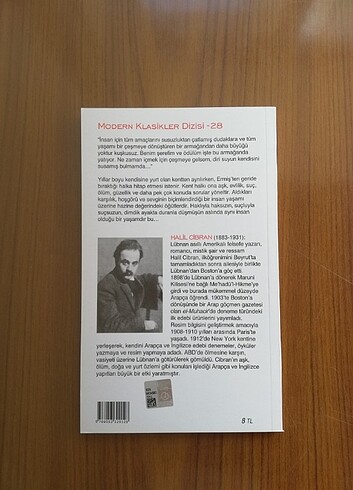 MODERN KLASİKLER DİZİSİ -28
"İnsan için tüm amaçlarını susuzluktan çatlamış dudaklara ve tüm
yaşamı bir çeşmeye dönüştüren bir armağandan daha büyüğü
yoktur kuşkusuz. Benim şerefim ve ödülüm işte bu armağanda
yatıyor. Ne zaman içmek için çeşmeye gelsem, diri suyun kendisini
susamış bulmamda..."
Yıllar boyu kendisine yurt olan kentten ayrılırken, Ermiş'ten geride
bıraktığı halka hitap etmesi istenir. Kent halkı ona aşk, evlilik, suç,
ölüm, güzellik ve daha pek çok konuda sorular yöneltir. Aldıkları
karşılık, hoşgörü ve sevginin biçimlendirdiği bir insan yaşamı
üzerine hazine değerindeki öğütlerdir. Haklıyla haksızın, suçluyla
suçsuzun, dimdik ayakta duranla düşmüşün aslında aynı insan
olduğu bir yaşamdır bu...
HALİL CİBRAN (1883-1931):
Lübnan asıllı Amerikalı felsefe yazarı,
romancı, mistik şair ve ressam
Halil Cibran, ilköğrenimini Beyrut'ta
tamamladıktan sonra ailesiyle birlikte
Lübnan'dan Boston'a göç etti.
1898'de Lübnan'a dönerek Maruni
Kilisesi'ne bağlı Me'hadü'l-Hikme'ye
girdi ve burada mükemmel düzeyde
Arapça öğrendi. 1903'te Boston'a
dönüşünde bir Arap göçmen gazetesi
olan el-Muhacir'de deneme türündeki
ilk edebi ürünlerini yayımladı.
Resim bilgisini geliştirmek amacıyla
1908-1910 yılları arasında Paris'te
yaşadı. 1912'de New York kentine
yerleşerek, kendini Arapça ve İngilizce edebi denemeler, öyküler
yazmaya ve resim yapmaya adadı. ABD'de ölmesine karşın,
vasiyeti üzerine Lübnan'a götürülerek gömüldü. Cibran'ın aşk,
ölüm, doğa ve yurt özlemi gibi konuları işlediği Arapça ve İngilizce
yapıtları büyük bir etki yaratmıştır.
8 TL